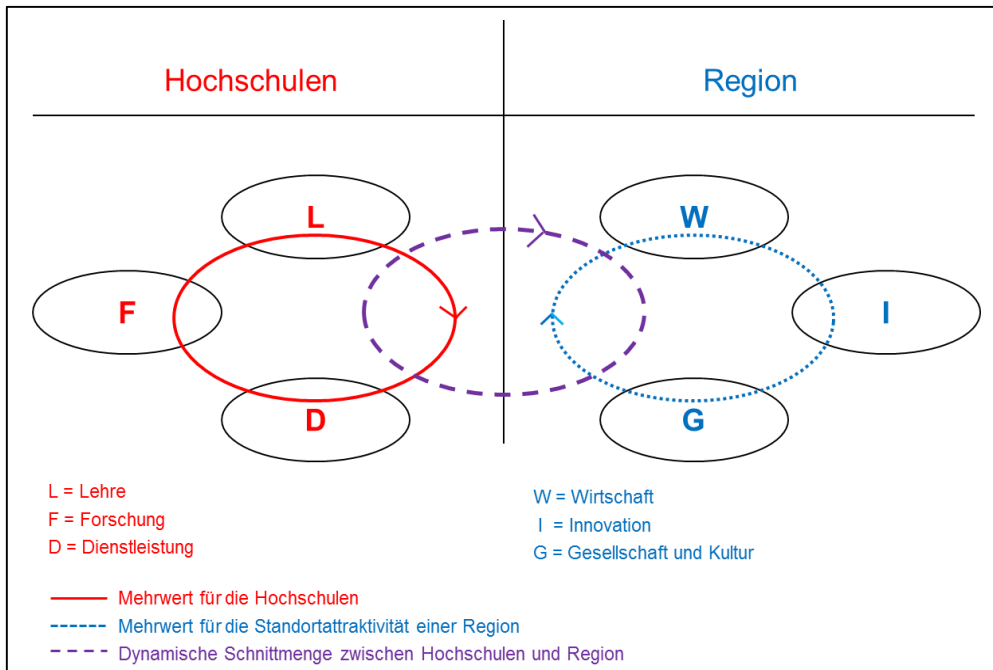 Hochschulen
Region
L
W
F
I
D
G
L = Lehre
F = Forschung
D = Dienstleistung
W = Wirtschaft
I = Innovation
G = Gesellschaft und Kultur
Mehrwert für die Hochschulen
Mehrwert für die Standortattraktivität einer Region
Dynamische Schnittmenge zwischen Hochschulen und Region